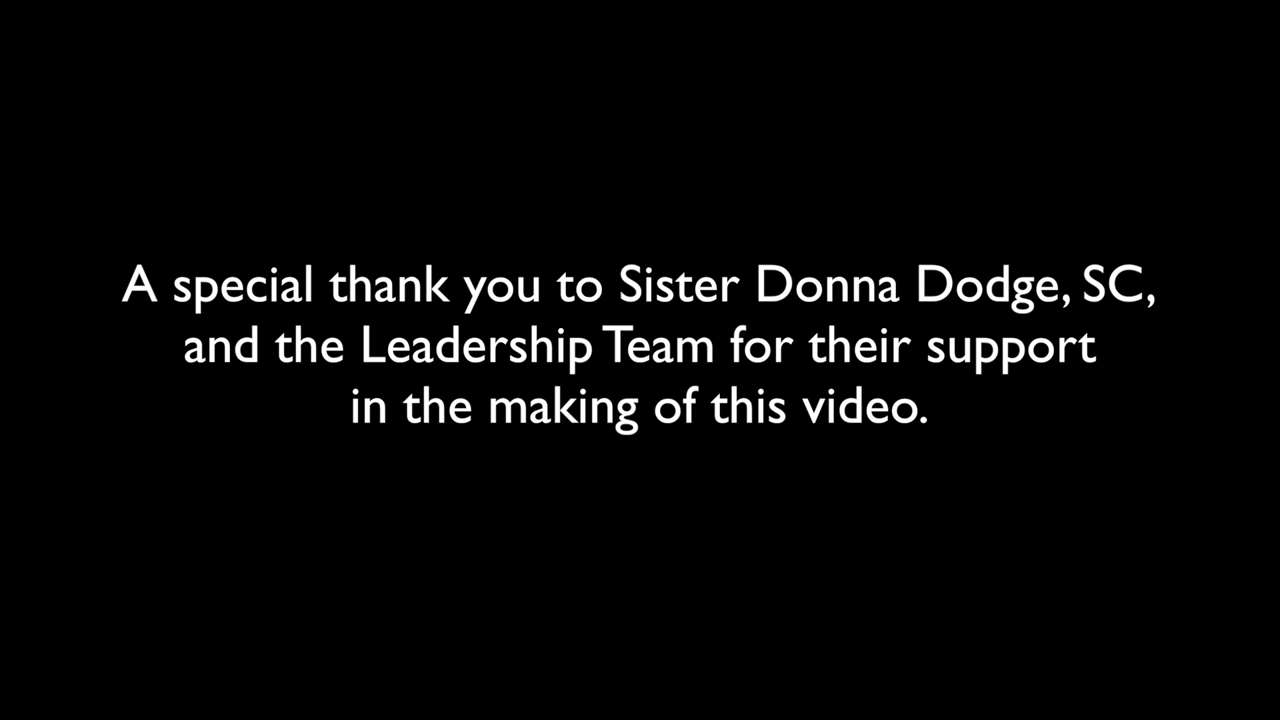 A special thank you to Sister Donna Dodge, SC,
and the Leadership Team for their support
in the making of this video.